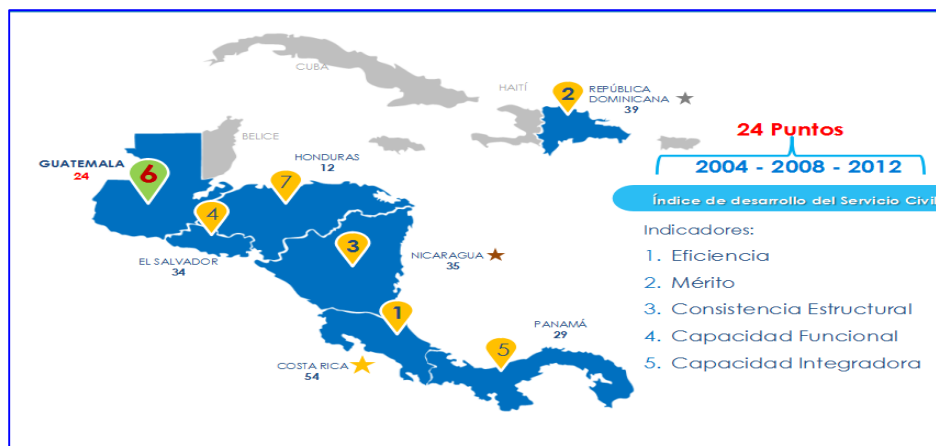 CUBA
HAITÍ
2
REPÚBLICA
DOMINICANA
39
24 Puntos
BELICE
2004 - 2008 - 2012
GUATEMALA
24
6
HONDURAS
12
7
Índice de desarrollo del Servicio Civil
4
3
Indicadores:
EL SALVADOR
34
NICARAGUA
35
1. Eficiencia
2. Mérito
3. Consistencia Estructural
4. Capacidad Funcional
5. Capacidad Integradora
1
PANAMÁ
29
5
COSTA RICA
54